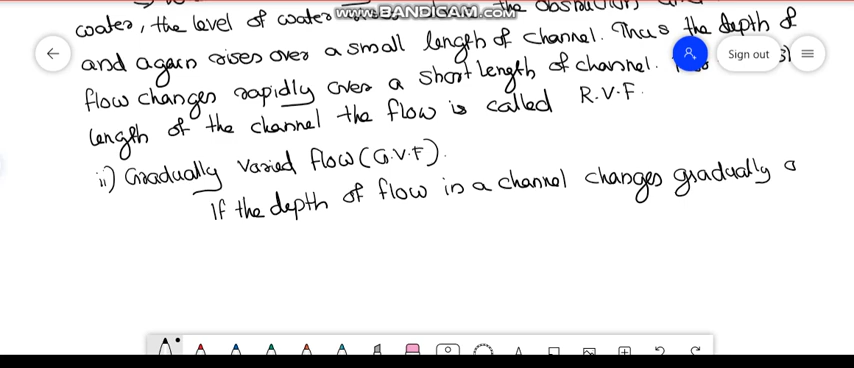 www.BANDICAM.com
water, the level of water the obstruction and
and again rises over a small length of channel. Thus the depth of
flow changes rapidly over a short length of channel.
Sign out
length of the channel the flow is called R.V.F.
ii) Gradually Varied Flow (G.V.F).
If the depth of flow in a channel changes gradually o